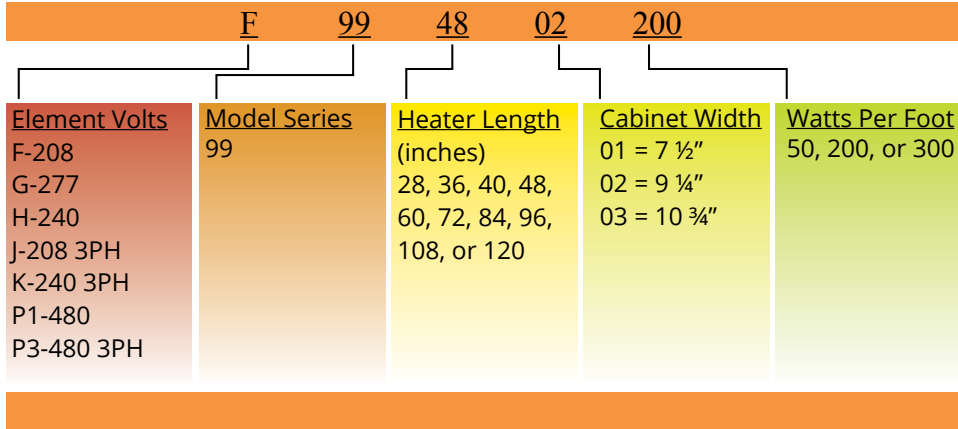 F 99 48 02 200
Element Volts
F-208
G-277
H-240
J-208 3PH
K-240 3PH
P1-480
P3-480 3PH
Model Series
99
Heater Length
(inches)
28, 36, 40, 48,
60, 72, 84, 96,
108, or 120
Cabinet Width
01 = 7 ½”
02 = 9 ¼”
03 = 10 ¾”
Watts Per Foot
50, 200, or 300